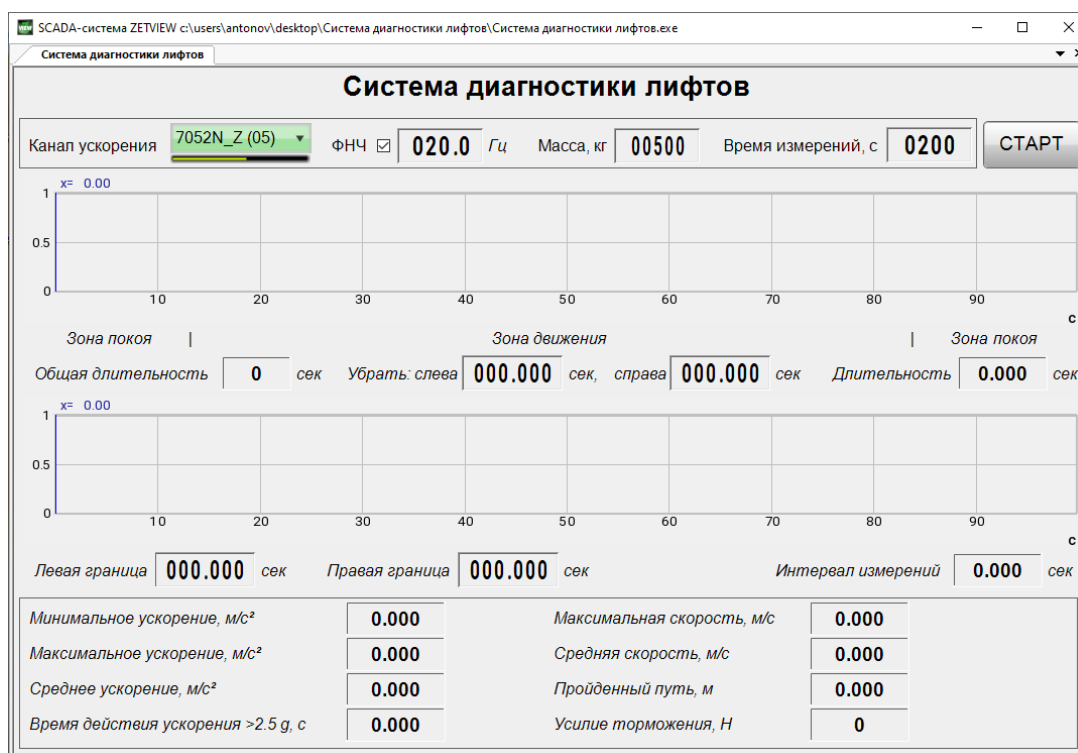 SCADA-система ZETVIEW c:\users\antonov\desktop\Система диагностики лифтов\Система диагностики лифтов.exe
Система диагностики лифтов
Система диагностики лифтов
Канал ускорения 7052N_Z (05) ФНЧ 020.0 Гц Масса, кг 00500 Время измерений, с 0200 СТАРТ
x= 0.00
1
0.5
0
10 20 30 40 50 60 70 80 90
с
Зона покоя | Зона движения | Зона покоя
Общая длительность 0 сек Убрать: слева 000.000 сек, справа 000.000 сек Длительность 0.000 сек
x= 0.00
1
0.5
0
10 20 30 40 50 60 70 80 90
с
Левая граница 000.000 сек Правая граница 000.000 сек Интервал измерений 0.000 сек
Минимальное ускорение, м/с² 0.000 Максимальная скорость, м/с 0.000
Максимальное ускорение, м/с² 0.000 Средняя скорость, м/с 0.000
Среднее ускорение, м/с² 0.000 Пройденный путь, м 0.000
Время действия ускорения >2.5 g, с 0.000 Усилие торможения, Н 0